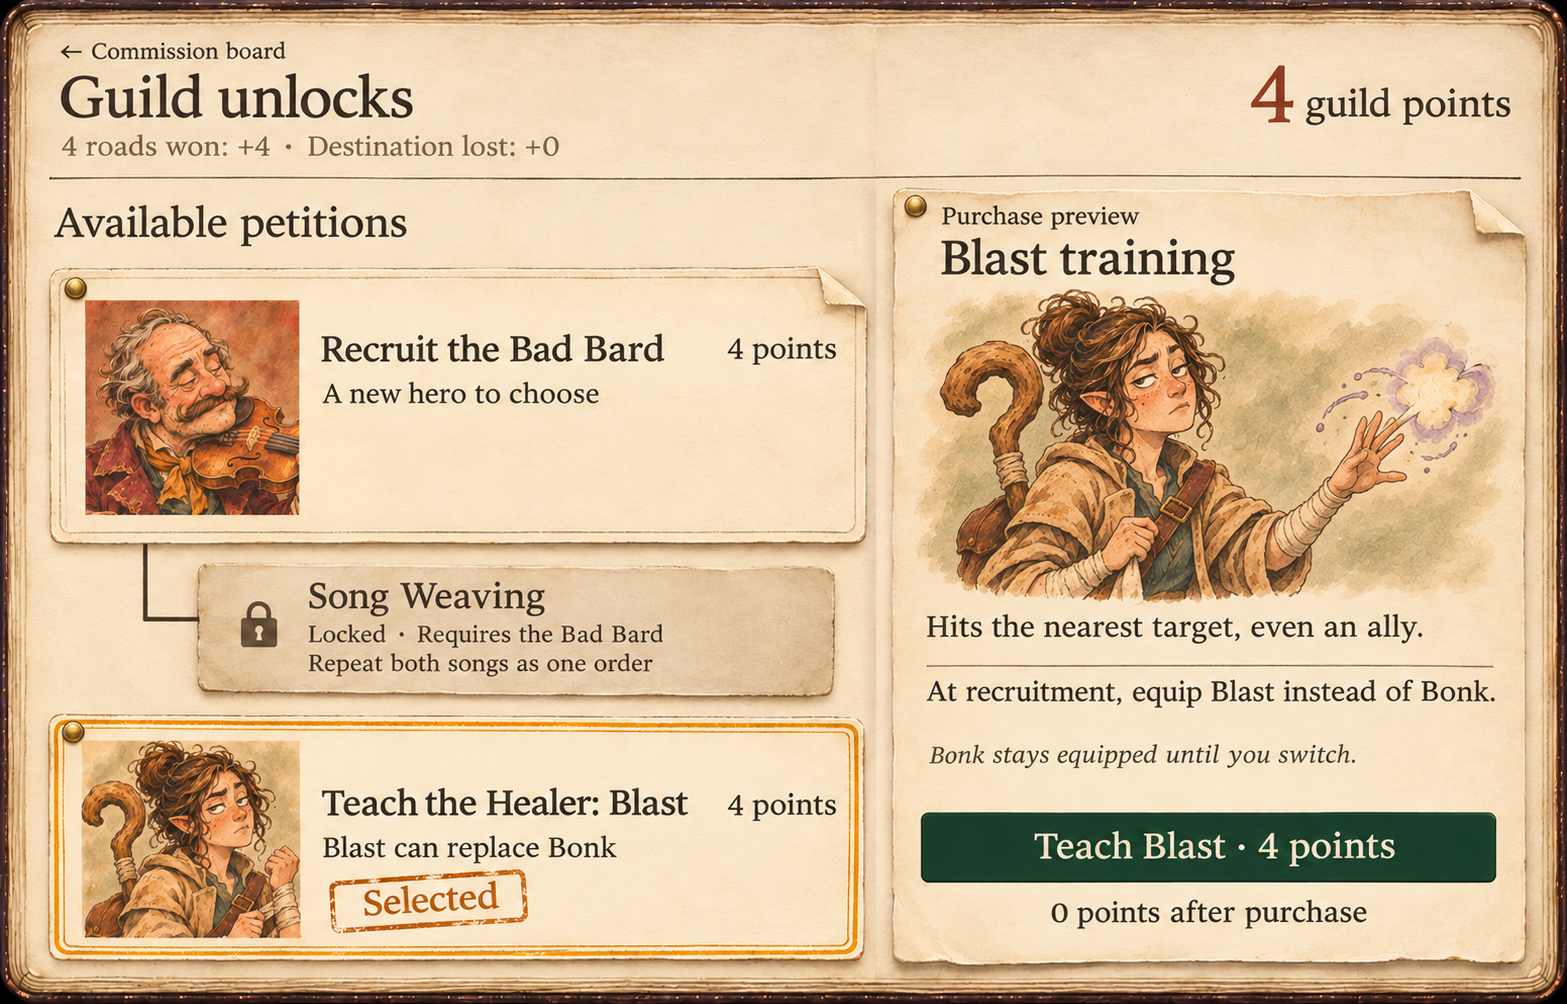 ← Commission board
Guild unlocks
4 roads won: +4 • Destination lost: +0
4 guild points
Available petitions
Recruit the Bad Bard
4 points
A new hero to choose
Song Weaving
Locked • Requires the Bad Bard
Repeat both songs as one order
Teach the Healer: Blast
4 points
Blast can replace Bonk
Selected
Purchase preview
Blast training
Hits the nearest target, even an ally.
At recruitment, equip Blast instead of Bonk.
Bonk stays equipped until you switch.
Teach Blast • 4 points
0 points after purchase